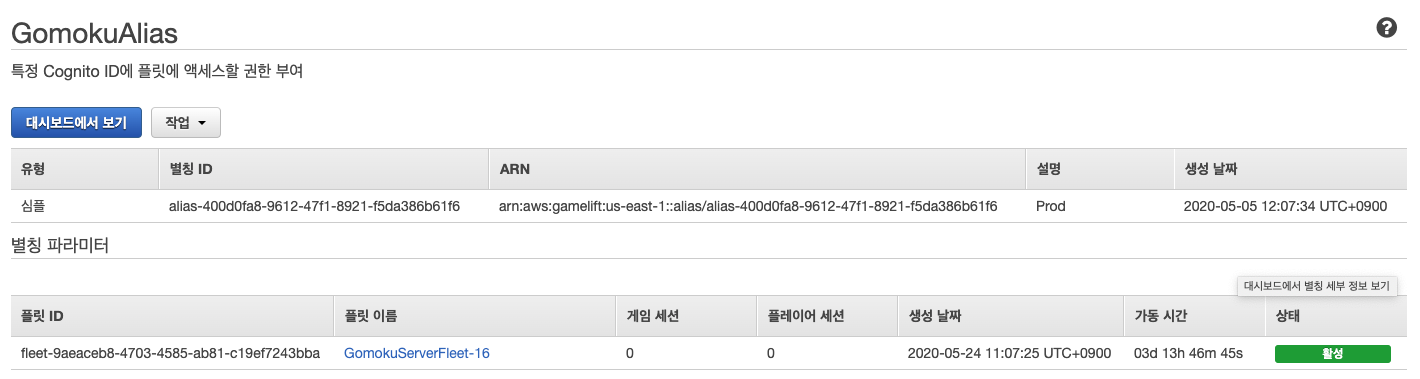 GomokuAlias
특정 Cognito ID에 플릿에 액세스할 권한 부여
대시보드에서 보기 작업
유형 별칭 ID ARN 설명 생성 날짜
심플 alias-400d0fa8-9612-47f1-8921-f5da386b61f6 arn:aws:gamelift:us-east-1::alias/alias-400d0fa8-9612-47f1-8921-f5da386b61f6 Prod 2020-05-05 12:07:34 UTC+0900
별칭 파라미터
대시보드에서 별칭 세부 정보 보기
플릿 ID 플릿 이름 게임 세션 플레이어 세션 생성 날짜 가동 시간 상태
fleet-9aeaceb8-4703-4585-ab81-c19ef7243bba GomokuServerFleet-16 0 0 2020-05-24 11:07:25 UTC+0900 03d 13h 46m 45s 활성